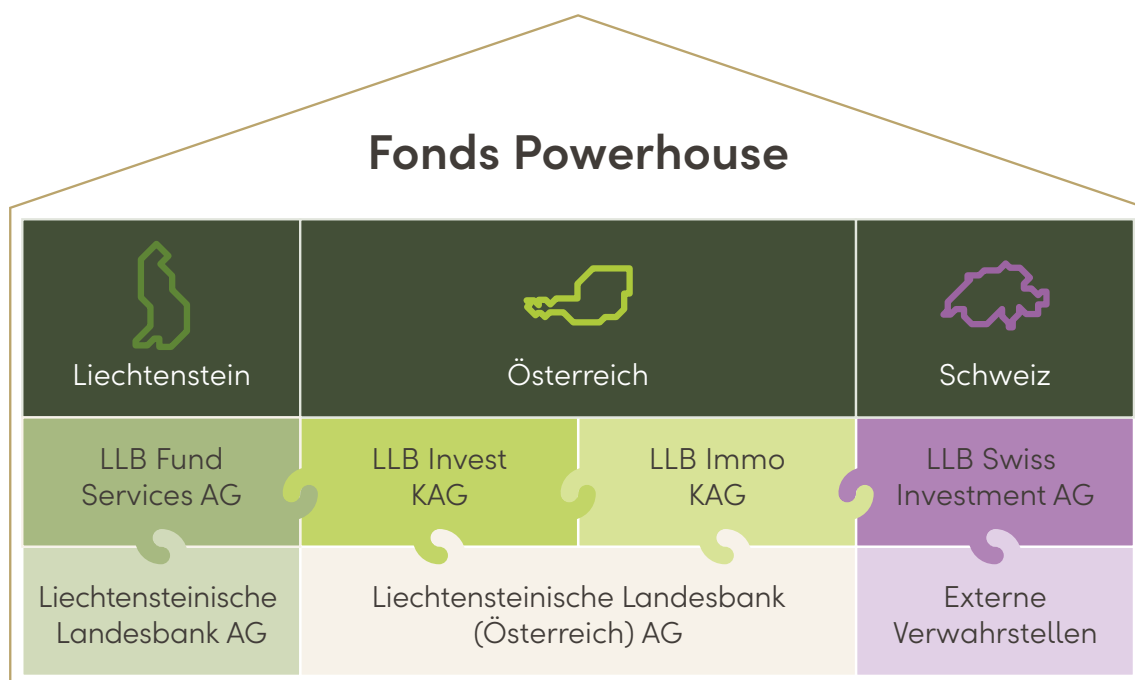 Fonds Powerhouse
Liechtenstein
Österreich
Schweiz
LLB Fund
Services AG
LLB Invest
KAG
LLB Immo
KAG
LLB Swiss
Investment AG
Liechtensteinische
Landesbank AG
Liechtensteinische Landesbank
(Österreich) AG
Externe
Verwahrstellen